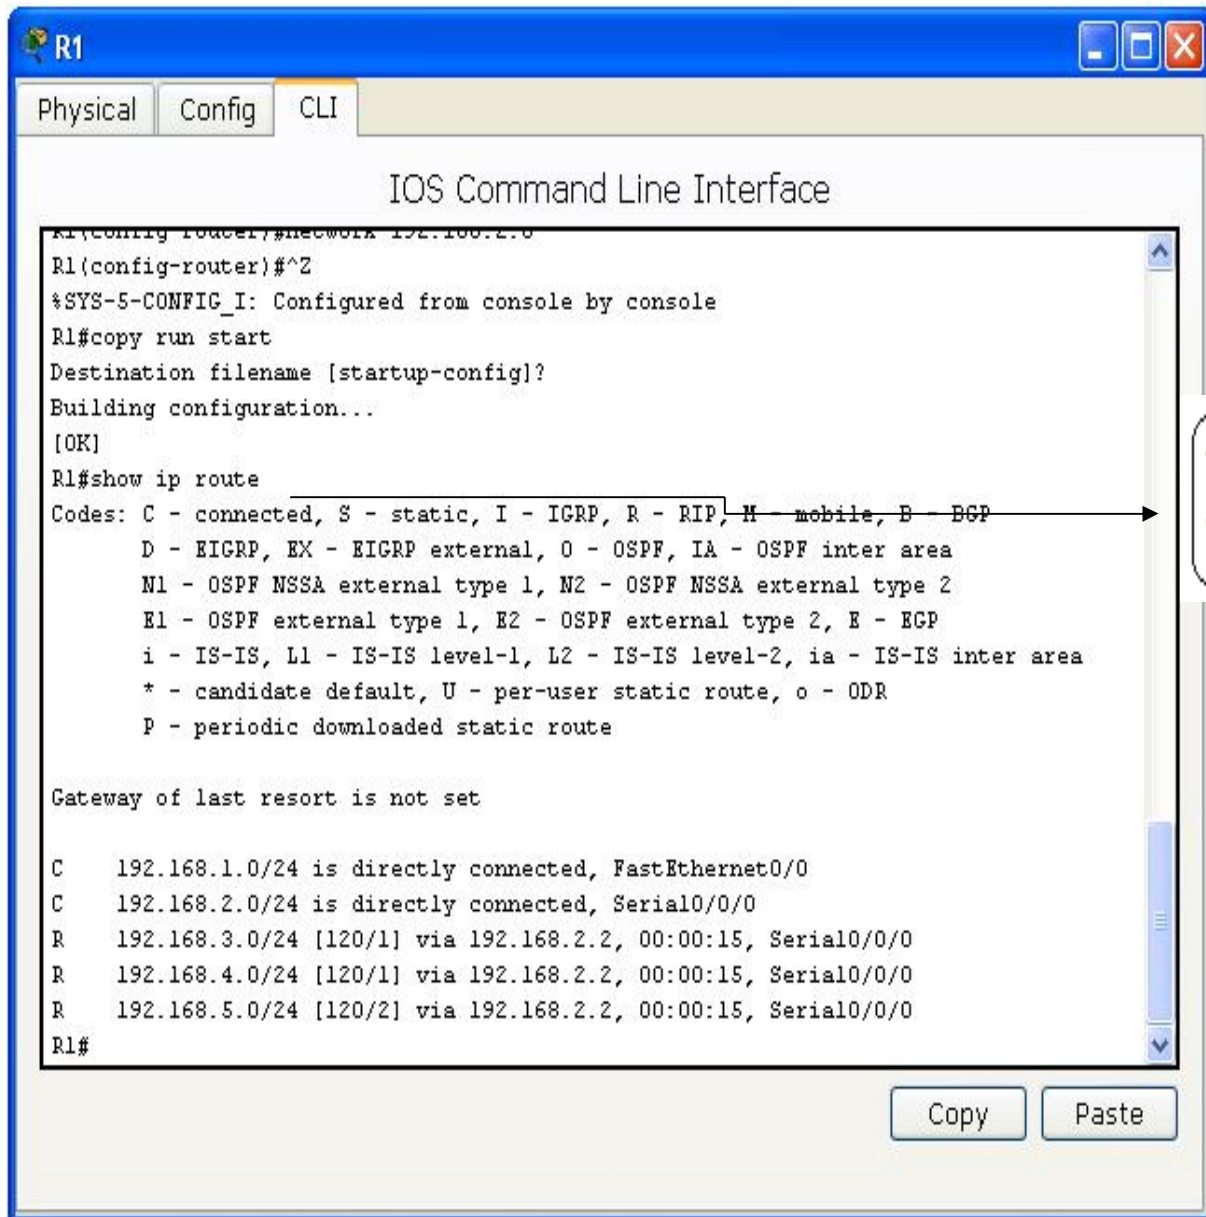 R1
Physical Config CLI
IOS Command Line Interface
R1(config-router)#network 192.168.2.0
R1(config-router)#^Z
%SYS-5-CONFIG_I: Configured from console by console
R1#copy run start
Destination filename [startup-config]?
Building configuration...
[OK]
R1#show ip route
Codes: C - connected, S - static, I - IGRP, R - RIP, M - mobile, B - BGP
D - EIGRP, EX - EIGRP external, O - OSPF, IA - OSPF inter area
N1 - OSPF NSSA external type 1, N2 - OSPF NSSA external type 2
E1 - OSPF external type 1, E2 - OSPF external type 2, E - EGP
i - IS-IS, L1 - IS-IS level-1, L2 - IS-IS level-2, ia - IS-IS inter area
* - candidate default, U - per-user static route, o - ODR
P - periodic downloaded static route
Gateway of last resort is not set
C 192.168.1.0/24 is directly connected, FastEthernet0/0
C 192.168.2.0/24 is directly connected, Serial0/0/0
R 192.168.3.0/24 [120/1] via 192.168.2.2, 00:00:15, Serial0/0/0
R 192.168.4.0/24 [120/1] via 192.168.2.2, 00:00:15, Serial0/0/0
R 192.168.5.0/24 [120/2] via 192.168.2.2, 00:00:15, Serial0/0/0
R1#
Copy Paste